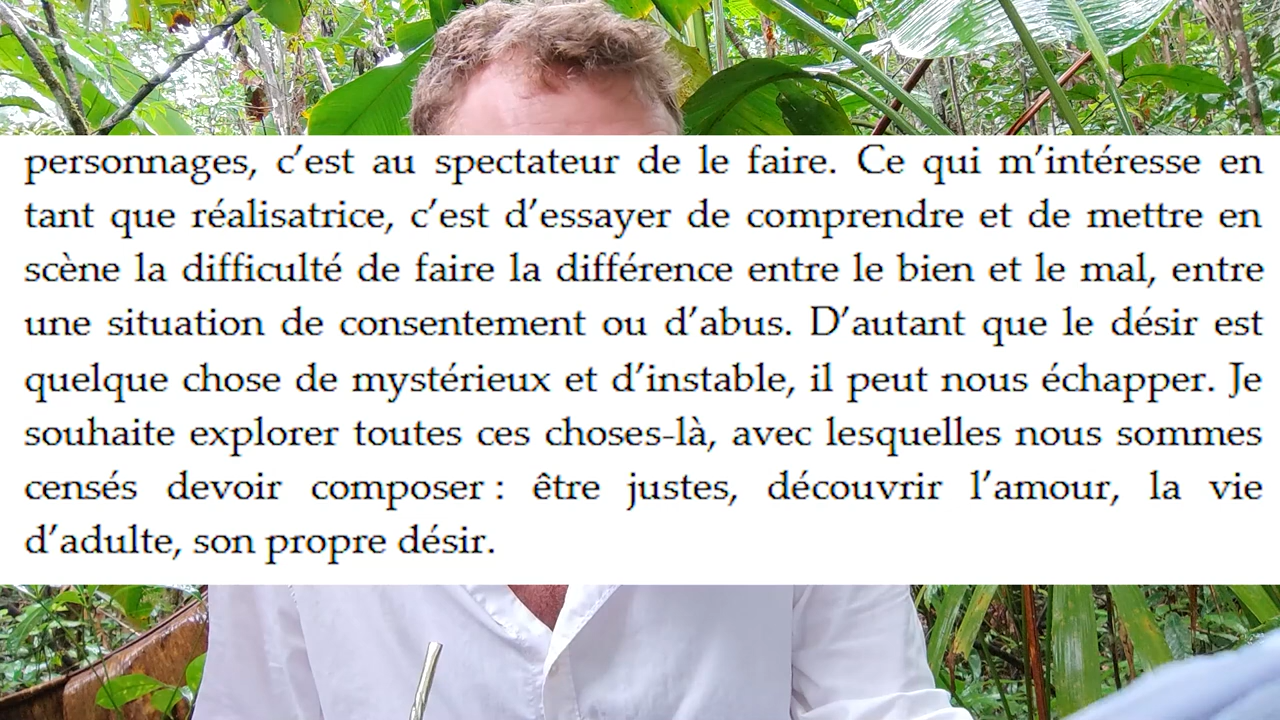 personnages, c’est au spectateur de le faire. Ce qui m’intéresse en
tant que réalisatrice, c’est d’essayer de comprendre et de mettre en
scène la difficulté de faire la différence entre le bien et le mal, entre
une situation de consentement ou d’abus. D’autant que le désir est
quelque chose de mystérieux et d’instable, il peut nous échapper. Je
souhaite explorer toutes ces choses-là, avec lesquelles nous sommes
censés devoir composer : être justes, découvrir l’amour, la vie
d’adulte, son propre désir.